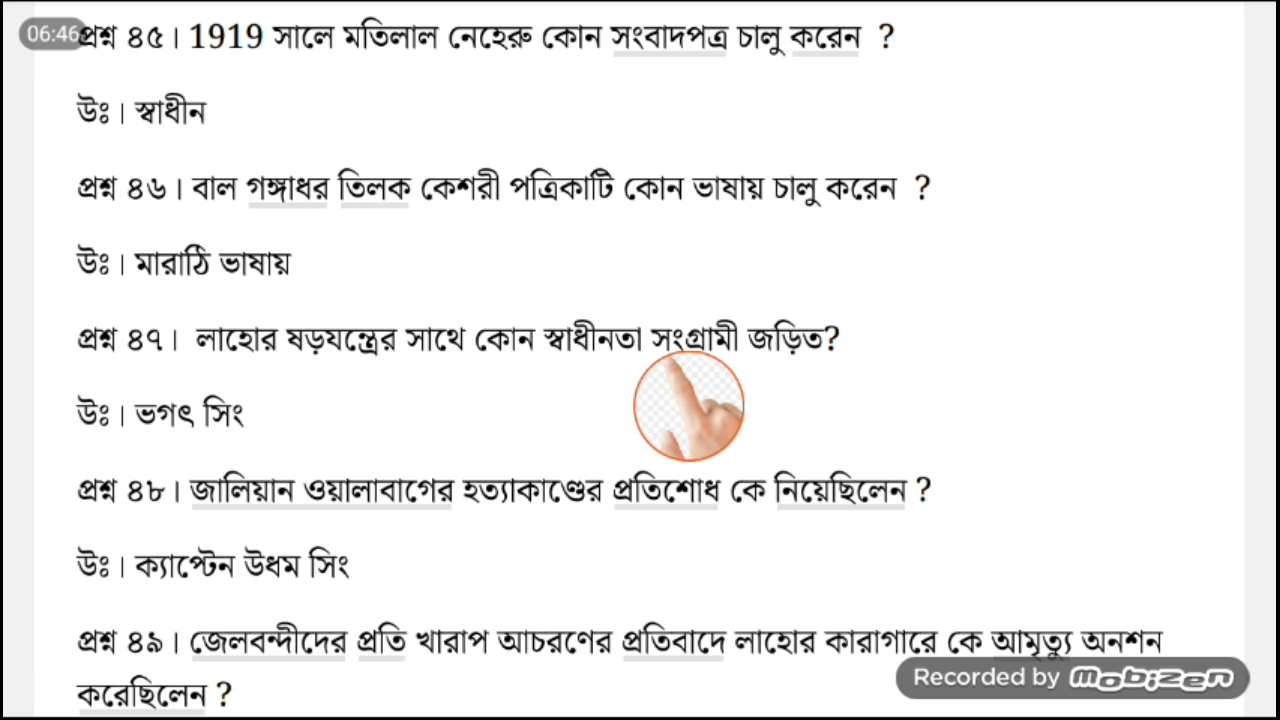 06:46
প্রশ্ন ৪৫। 1919 সালে মতিলাল নেহেরু কোন সংবাদপত্র চালু করেন ?
উঃ। স্বাধীন
প্রশ্ন ৪৬। বাল গঙ্গাধর তিলক কেশরী পত্রিকাটি কোন ভাষায় চালু করেন ?
উঃ। মারাঠি ভাষায়
প্রশ্ন ৪৭। লাহোর ষড়যন্ত্রের সাথে কোন স্বাধীনতা সংগ্রামী জড়িত?
উঃ। ভগৎ সিং
প্রশ্ন ৪৮। জালিয়ান ওয়ালাবাগের হত্যাকাণ্ডের প্রতিশোধ কে নিয়েছিলেন ?
উঃ। ক্যাপ্টেন উধম সিং
প্রশ্ন ৪৯। জেলবন্দীদের প্রতি খারাপ আচরণের প্রতিবাদে লাহোর কারাগারে কে আমৃত্যু অনশন
করেছিলেন ?
Recorded by mobizen